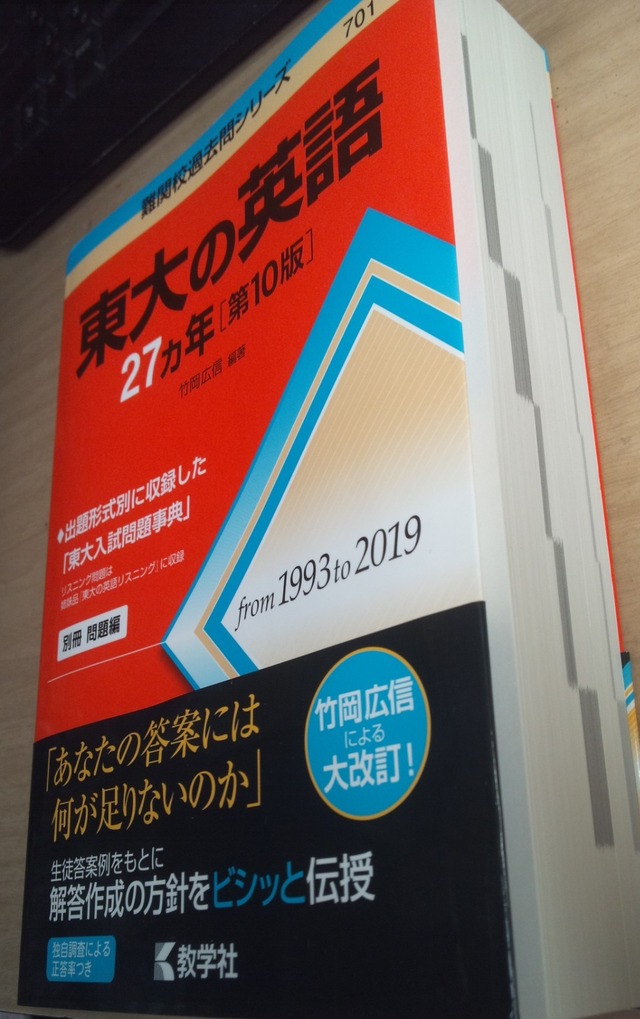 701
難関校過去問シリーズ
東大の英語
27ヵ年[第10版]
竹岡広信 編著
◆出題形式別に収録した
「東大入試問題事典」
リスニング問題は
姉妹品『東大の英語リスニング』に収録
別冊 問題編
from 1993 to 2019
「あなたの答案には
何が足りないのか」
竹岡広信
による
大改訂!
生徒答案例をもとに
解答作成の方針をビシッと伝授
独自調査による
正答率つき
教学社